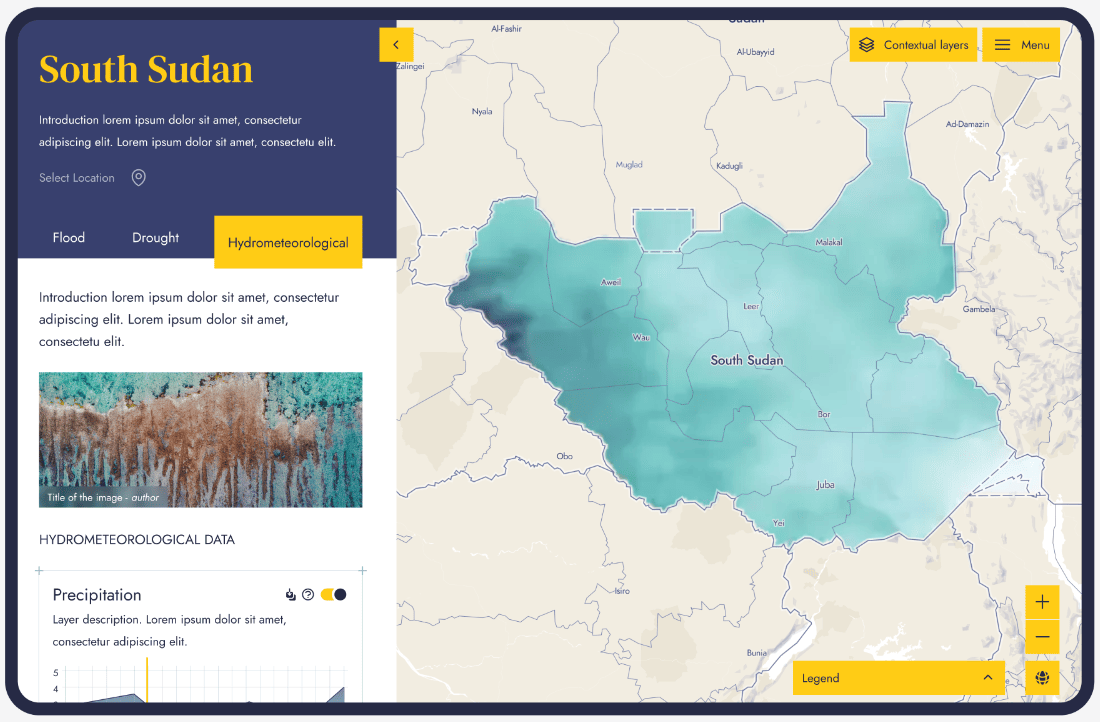 South Sudan
Introduction lorem ipsum dolor sit amet, consectetur
adipiscing elit. Lorem ipsum dolor sit amet, consectetu elit.
Select Location
Flood
Drought
Hydrometeorological
Introduction lorem ipsum dolor sit amet, consectetur
adipiscing elit. Lorem ipsum dolor sit amet,
consectetu elit.
Title of the image - author
HYDROMETEOROLOGICAL DATA
Precipitation
Layer description. Lorem ipsum dolor sit amet,
consectetur adipiscing elit.
5
4
Contextual layers
Menu
Sudan
Al-Fashir
Al-Ubayyid
Zalingei
Nyala
Ad-Damazin
Muglad
Kadugli
Malakal
Aweil
Leer
Gambela
Wau
South Sudan
Bor
Obo
Juba
Yei
Isiro
Bunia
Legend